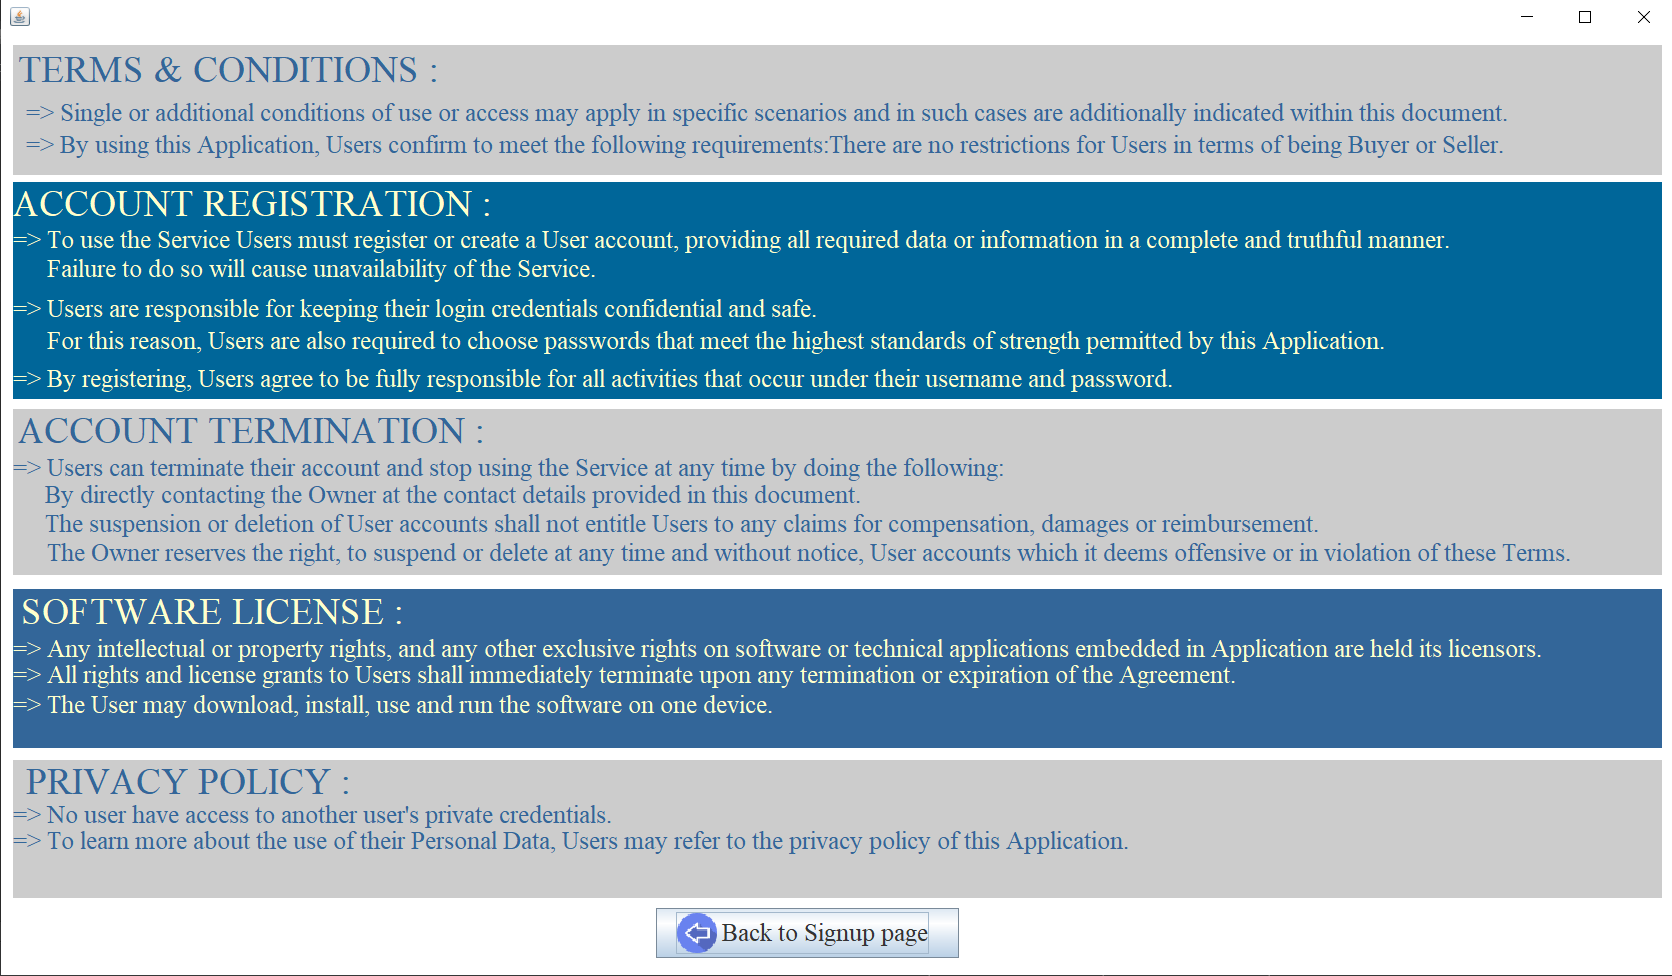 TERMS & CONDITIONS :
=> Single or additional conditions of use or access may apply in specific scenarios and in such cases are additionally indicated within this document.
=> By using this Application, Users confirm to meet the following requirements:There are no restrictions for Users in terms of being Buyer or Seller.
ACCOUNT REGISTRATION :
=> To use the Service Users must register or create a User account, providing all required data or information in a complete and truthful manner.
Failure to do so will cause unavailability of the Service.
=> Users are responsible for keeping their login credentials confidential and safe.
For this reason, Users are also required to choose passwords that meet the highest standards of strength permitted by this Application.
=> By registering, Users agree to be fully responsible for all activities that occur under their username and password.
ACCOUNT TERMINATION :
=> Users can terminate their account and stop using the Service at any time by doing the following:
By directly contacting the Owner at the contact details provided in this document.
The suspension or deletion of User accounts shall not entitle Users to any claims for compensation, damages or reimbursement.
The Owner reserves the right, to suspend or delete at any time and without notice, User accounts which it deems offensive or in violation of these Terms.
SOFTWARE LICENSE :
=> Any intellectual or property rights, and any other exclusive rights on software or technical applications embedded in Application are held its licensors.
=> All rights and license grants to Users shall immediately terminate upon any termination or expiration of the Agreement.
=> The User may download, install, use and run the software on one device.
PRIVACY POLICY :
=> No user have access to another user's private credentials.
=> To learn more about the use of their Personal Data, Users may refer to the privacy policy of this Application.
Back to Signup page